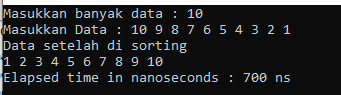 Masukkan banyak data : 10
Masukkan Data : 10 9 8 7 6 5 4 3 2 1
Data setelah di sorting
1 2 3 4 5 6 7 8 9 10
Elapsed time in nanoseconds : 700 ns